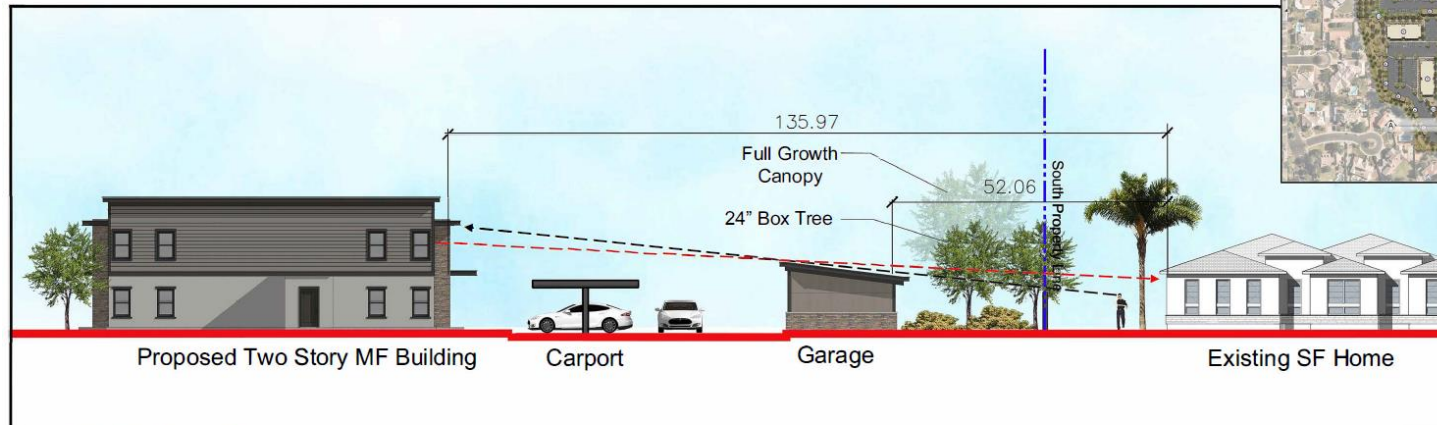 135.97
Full Growth
Canopy
52.06
24" Box Tree
South Property Line
Proposed Two Story MF Building
Carport
Garage
Existing SF Home